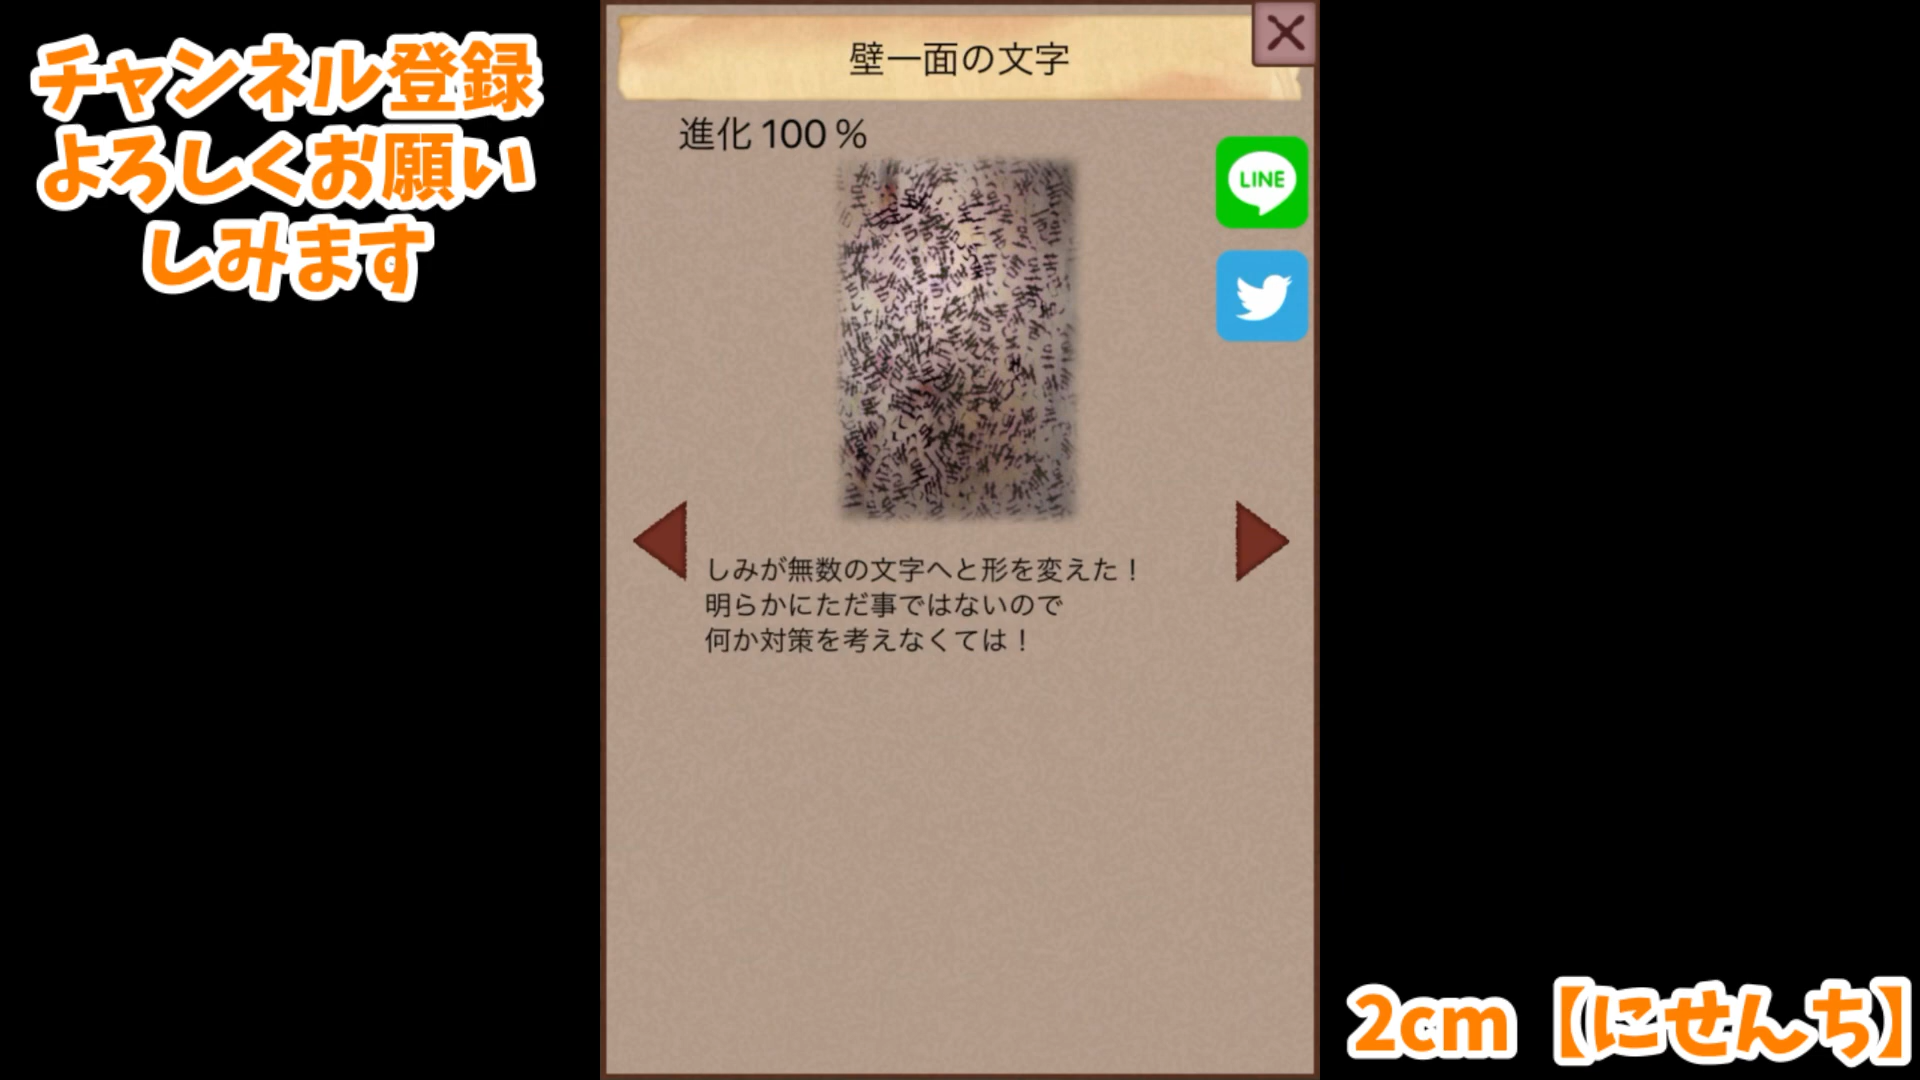 チャンネル登録
よろしくお願い
しみます
壁一面の文字
進化 100 %
LINE
しみが無数の文字へと形を変えた！
明らかにただ事ではないので
何か対策を考えなくては！
2cm【にせんち】